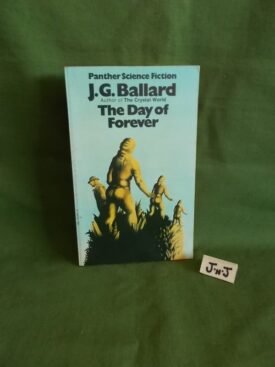 Panther Science Fiction
J.G. Ballard
Author of The Crystal World
The Day of
Forever
J"N"J